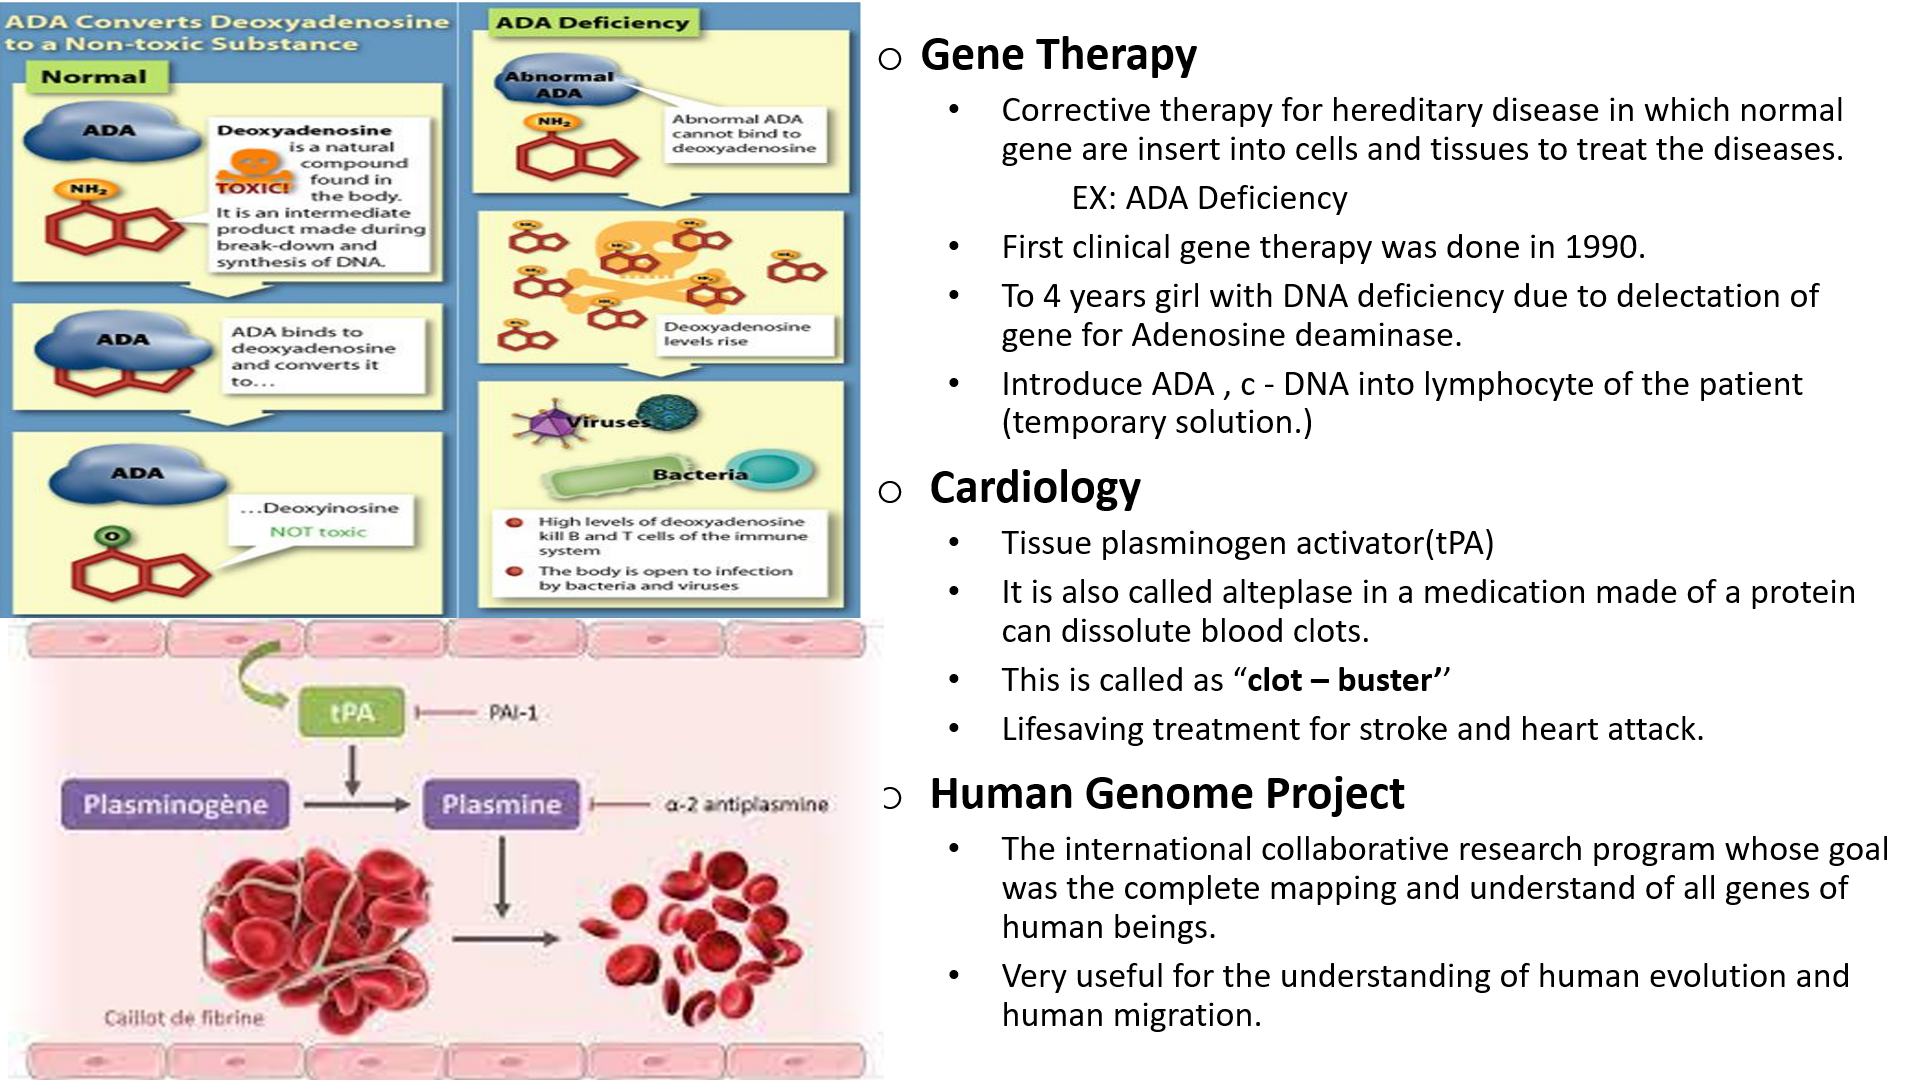 ADA Converts Deoxyadenosine
to a Non-toxic Substance
Normal
ADA
NH₂
Deoxyadenosine
is a natural
compound
found in
the body.
TOXIC!
It is an intermediate
product made during
break-down and
synthesis of DNA.
ADA
ADA binds to
deoxyadenosine
and converts it
to...
ADA
...Deoxyinosine
NOT toxic
O
ADA Deficiency
Abnormal
ADA
NH₂
Abnormal ADA
cannot bind to
deoxyadenosine
Deoxyadenosine
levels rise
Viruses
Bacteria
High levels of deoxyadenosine
kill B and T cells of the immune
system
The body is open to infection
by bacteria and viruses
tPA
PAI-1
Plasminogène
Plasmine
α-2 antiplasmine
Caillot de fibrine
o Gene Therapy
• Corrective therapy for hereditary disease in which normal
gene are insert into cells and tissues to treat the diseases.
EX: ADA Deficiency
• First clinical gene therapy was done in 1990.
• To 4 years girl with DNA deficiency due to delectation of
gene for Adenosine deaminase.
• Introduce ADA , c - DNA into lymphocyte of the patient
(temporary solution.)
o Cardiology
• Tissue plasminogen activator(tPA)
• It is also called alteplase in a medication made of a protein
can dissolute blood clots.
• This is called as “clot – buster’’
• Lifesaving treatment for stroke and heart attack.
o Human Genome Project
• The international collaborative research program whose goal
was the complete mapping and understand of all genes of
human beings.
• Very useful for the understanding of human evolution and
human migration.